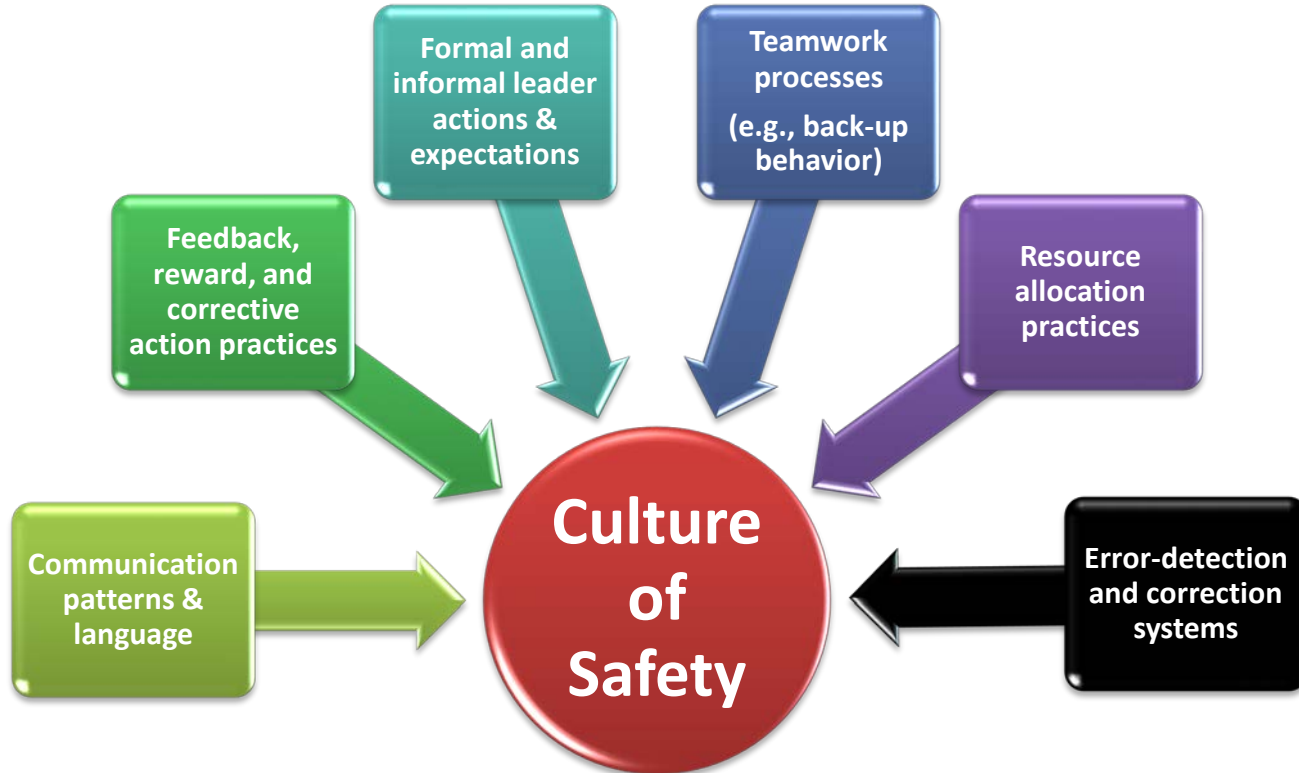 Formal and
informal leader
actions &
expectations
Teamwork
processes
(e.g., back-up
behavior)
Feedback,
reward, and
corrective
action practices
Resource
allocation
practices
Communication
patterns &
language
Culture
of
Safety
Error-detection
and correction
systems